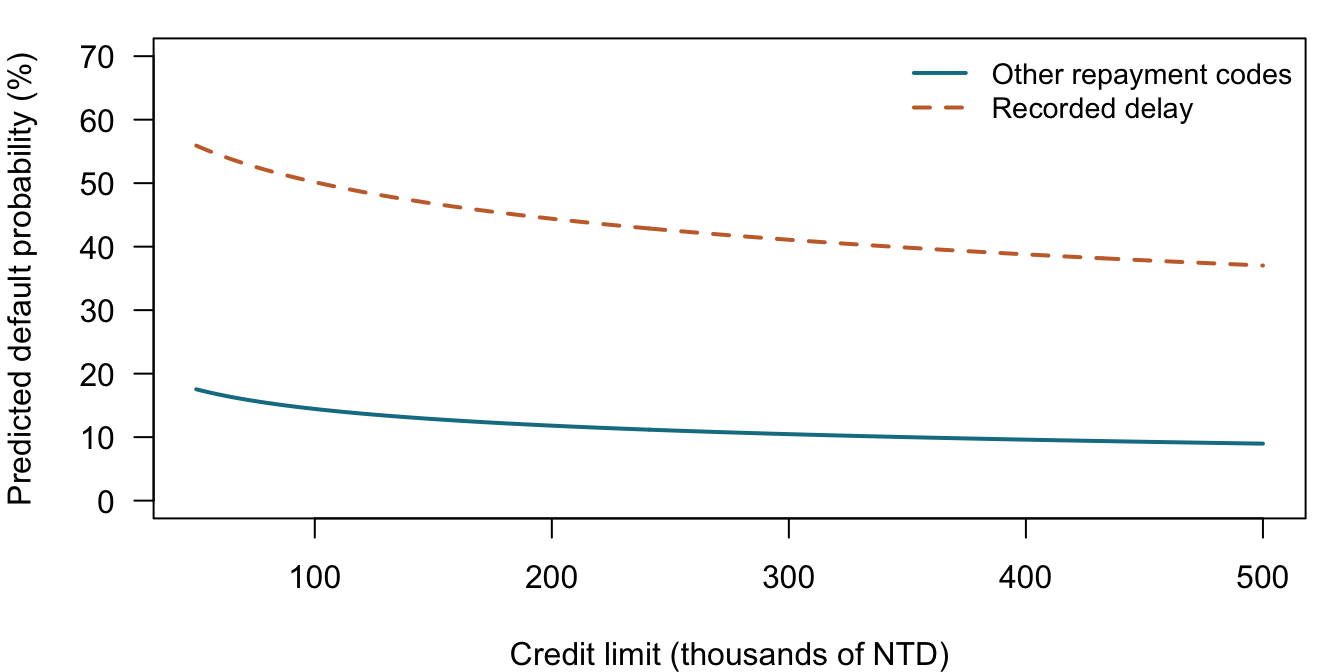 Predicted default probability (%)
70
60
50
40
30
20
10
0
Other repayment codes
Recorded delay
100 200 300 400 500
Credit limit (thousands of NTD)